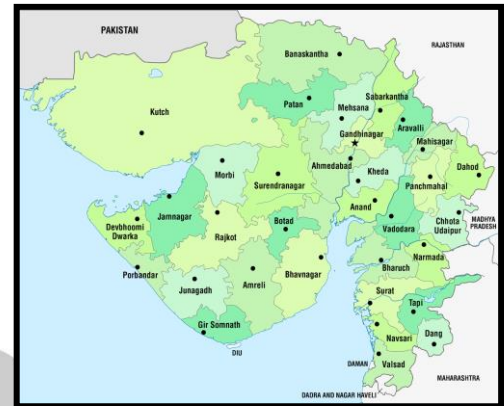 PAKISTAN
RAJASTHAN
Banaskantha
Patan
Mehsana
Sabarkantha
Kutch
Gandhinagar
Aravalli
Mahisagar
Ahmedabad
Kheda
Panchmahal
Dahod
Morbi
Surendranagar
Anand
Vadodara
Chhota
Udaipur
MADHYA
PRADESH
Jamnagar
Devbhoomi
Dwarka
Rajkot
Botad
Narmada
Porbandar
Junagadh
Amreli
Bhavnagar
Bharuch
Surat
Tapi
Gir Somnath
DIU
Navsari
Dang
DAMAN
Valsad
MAHARASHTRA
DADRA AND NAGAR HAVELI